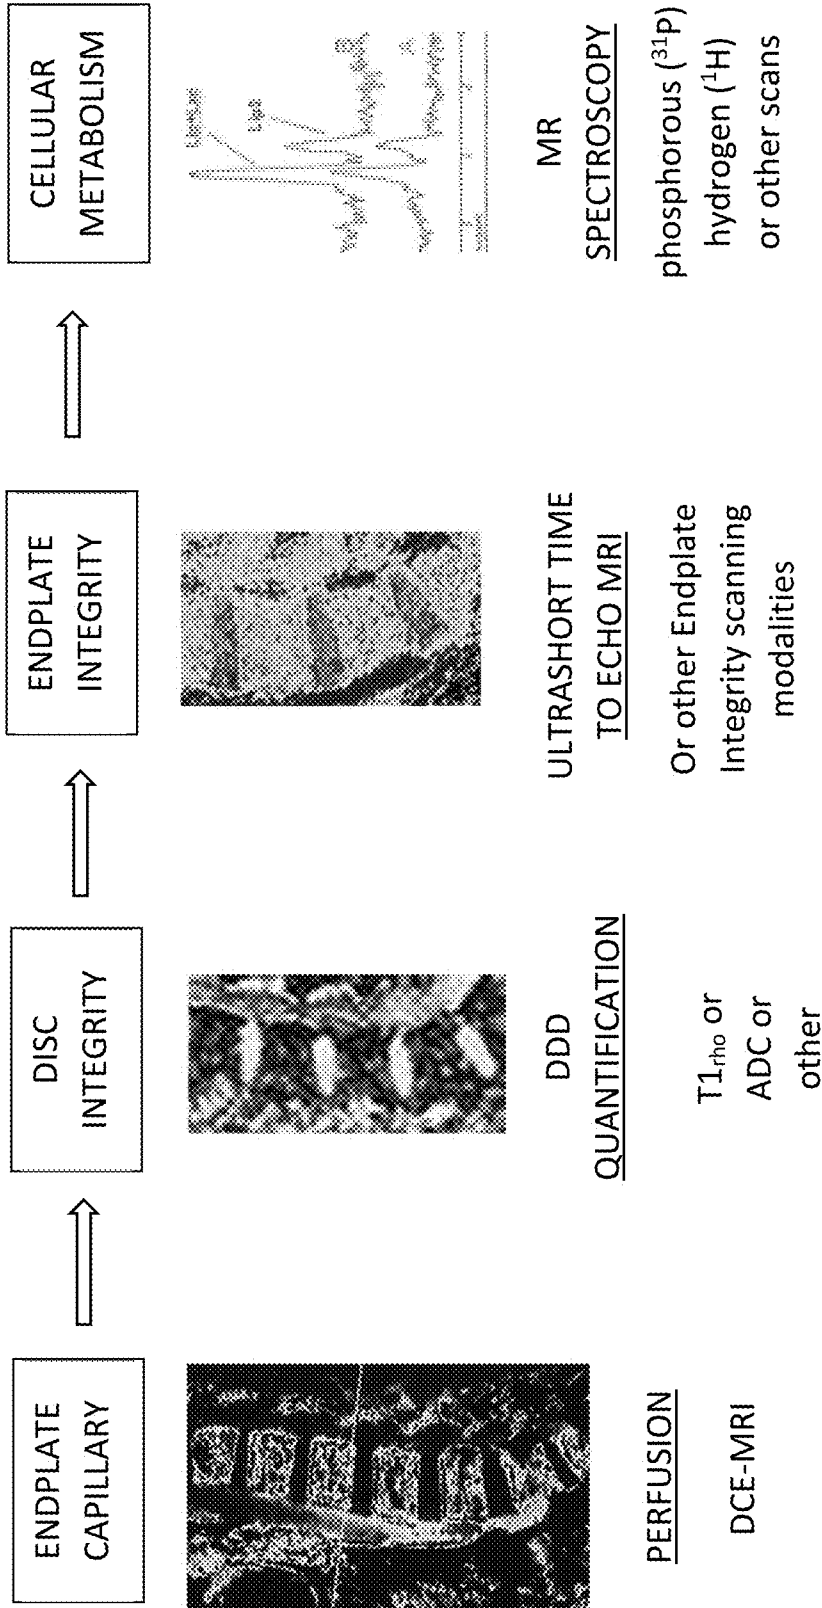 ENDPLATE
CAPILLARY
DISC
INTEGRITY
ENDPLATE
INTEGRITY
CELLULAR
METABOLISM
B
A
PERFUSION
DCE-MRI
DDD
QUANTIFICATION
T1rho or
ADC or
other
ULTRASHORT TIME
TO ECHO MRI
Or other Endplate
Integrity scanning
modalities
MR
SPECTROSCOPY
phosphorous (³¹P)
hydrogen (¹H)
or other scans